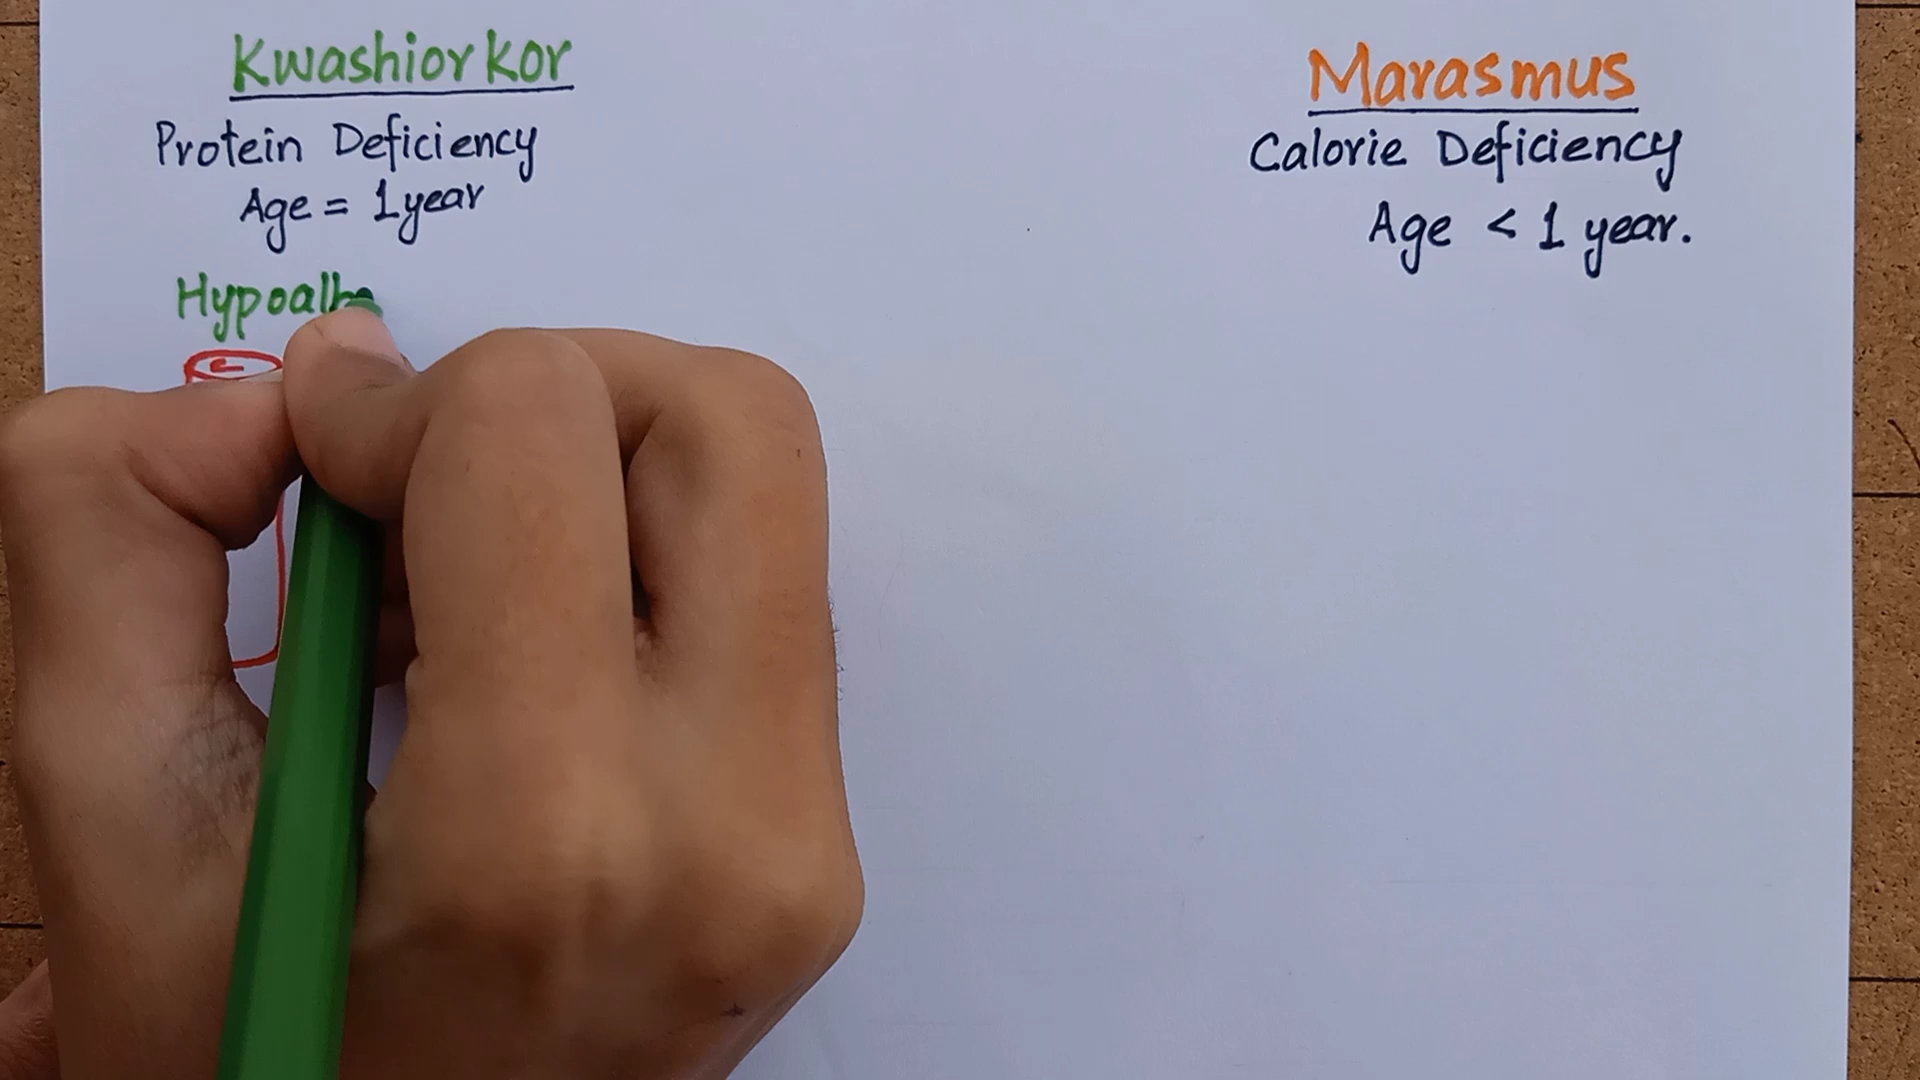 Kwashiorkor
Protein Deficiency
Age = 1 year
Marasmus
Calorie Deficiency
Age < 1 year.